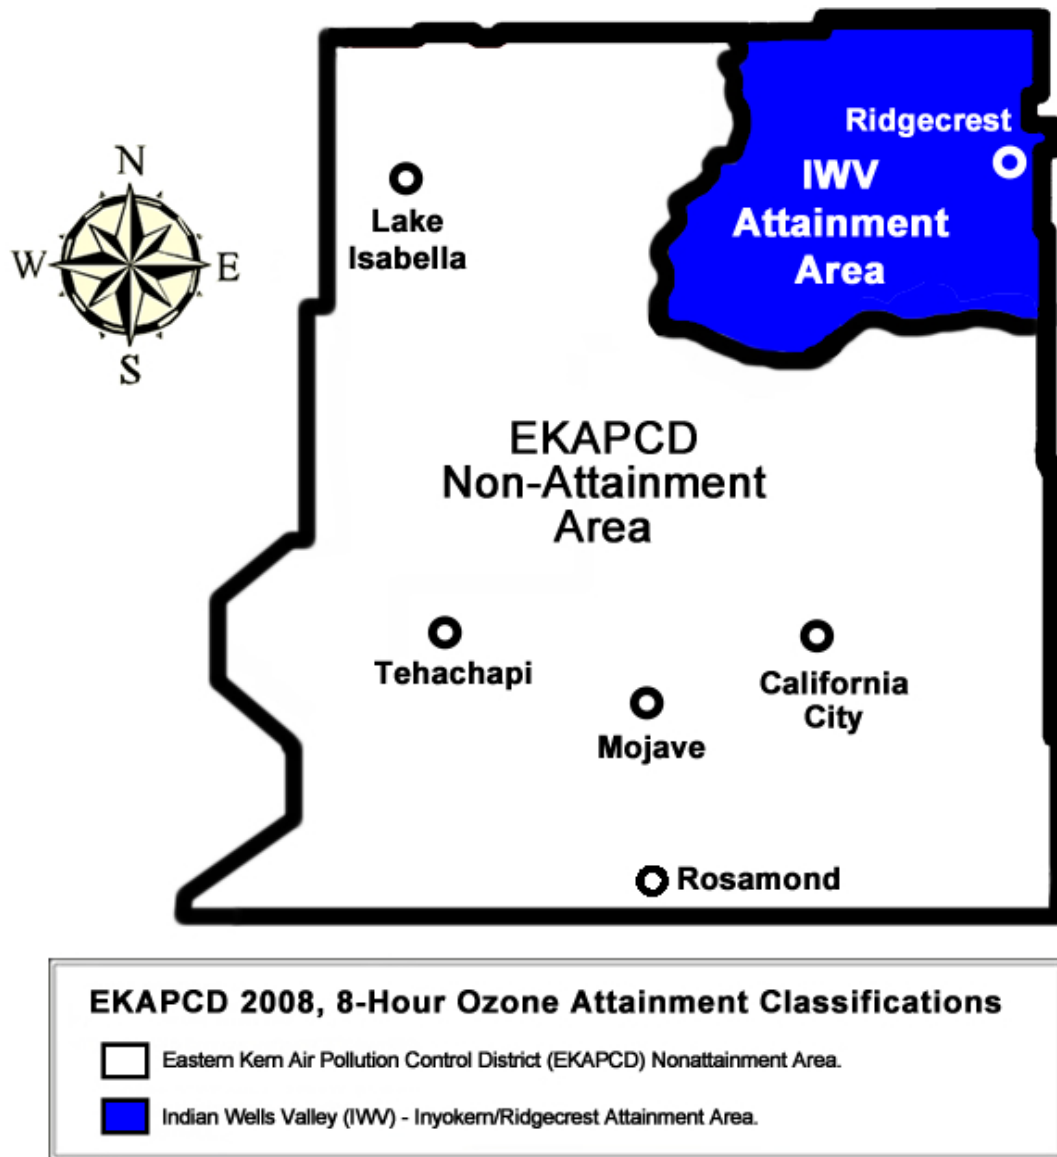 N
W
E
S
Ridgecrest
IWV
Attainment
Area
Lake
Isabella
EKAPCD
Non-Attainment
Area
Tehachapi
California
City
Mojave
Rosamond
EKAPCD 2008, 8-Hour Ozone Attainment Classifications
Eastern Kern Air Pollution Control District (EKAPCD) Nonattainment Area.
Indian Wells Valley (IWV) - Inyokern/Ridgecrest Attainment Area.